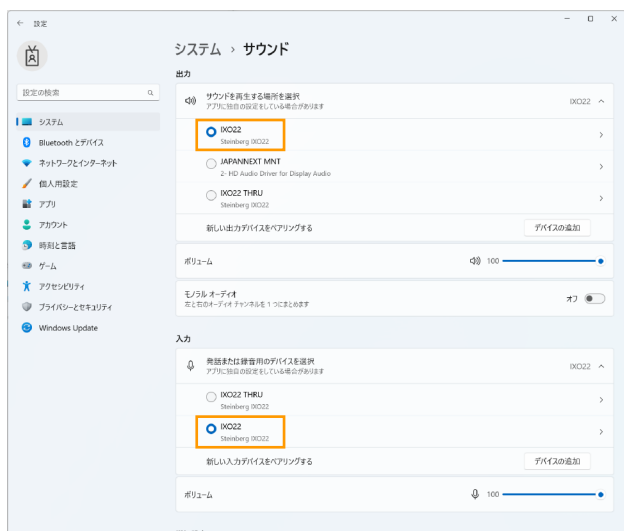 ← 設定
システム › サウンド
出力
設定の検索
サウンドを再生する場所を選択
アプリに独自の設定をしている場合があります
IXO22
システム
IXO22
Steinberg IXO22
Bluetooth とデバイス
ネットワークとインターネット
JAPANNEXT MNT
2- HD Audio Driver for Display Audio
個人用設定
IXO22 THRU
Steinberg IXO22
アプリ
アカウント
新しい出力デバイスをペアリングする
デバイスの追加
時刻と言語
ゲーム
ボリューム
100
アクセシビリティ
モノラル オーディオ
左と右のオーディオ チャンネルを 1 つにまとめます
オフ
プライバシーとセキュリティ
Windows Update
入力
発話または録音用のデバイスを選択
アプリに独自の設定をしている場合があります
IXO22
IXO22 THRU
Steinberg IXO22
IXO22
Steinberg IXO22
新しい入力デバイスをペアリングする
デバイスの追加
ボリューム
100